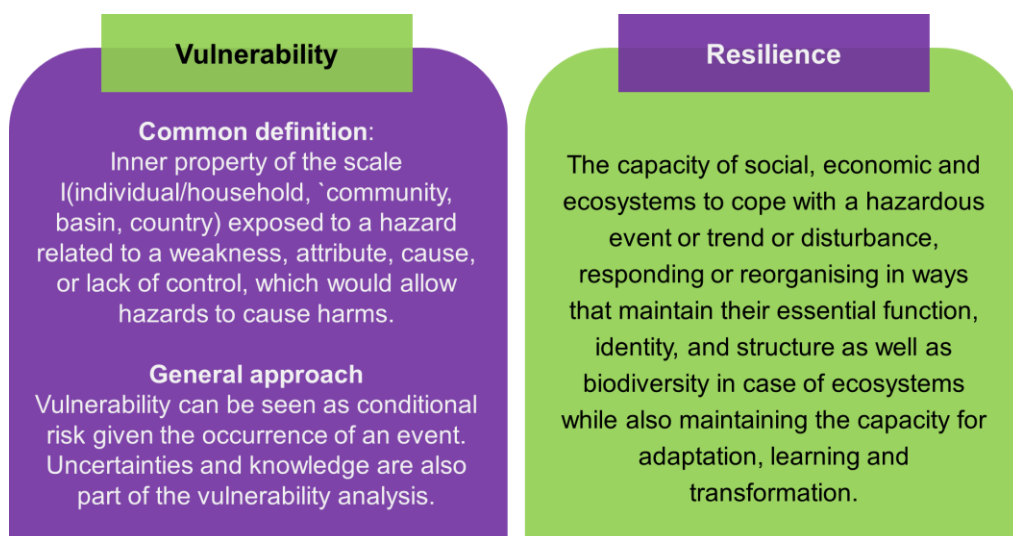 Vulnerability
Common definition:
Inner property of the scale
I(individual/household, `community,
basin, country) exposed to a hazard
related to a weakness, attribute, cause,
or lack of control, which would allow
hazards to cause harms.
General approach
Vulnerability can be seen as conditional
risk given the occurrence of an event.
Uncertainties and knowledge are also
part of the vulnerability analysis.
Resilience
The capacity of social, economic and
ecosystems to cope with a hazardous
event or trend or disturbance,
responding or reorganising in ways
that maintain their essential function,
identity, and structure as well as
biodiversity in case of ecosystems
while also maintaining the capacity for
adaptation, learning and
transformation.